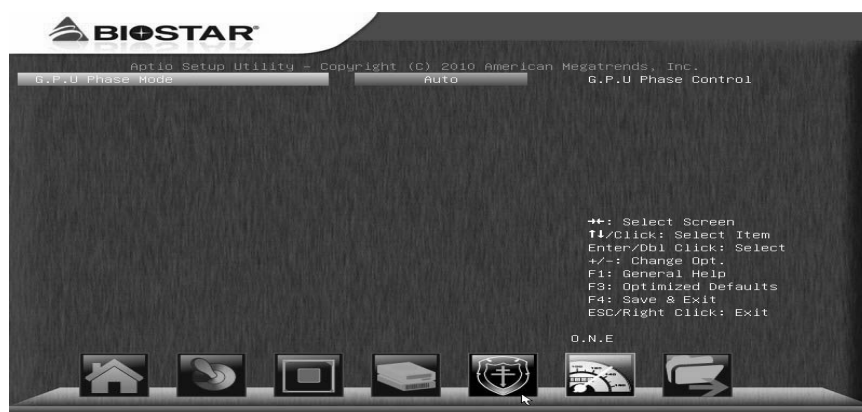 BIOSTAR®
Aptio Setup Utility – Copyright (C) 2010 American Megatrends, Inc.
G.P.U Phase Mode Auto G.P.U Phase Control
→←: Select Screen
↑↓/Click: Select Item
Enter/Dbl Click: Select
+/-: Change Opt.
F1: General Help
F3: Optimized Defaults
F4: Save & Exit
ESC/Right Click: Exit
O.N.E